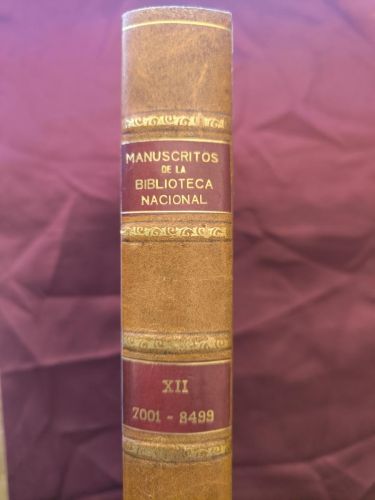 MANUSCRITOS
DE LA
BIBLIOTECA
NACIONAL
XII
7001 - 8499